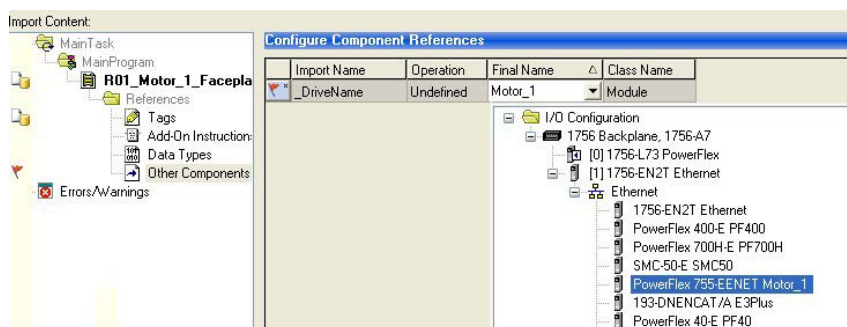 Import Content:
MainTask
MainProgram
R01_Motor_1_Facepla
References
Tags
Add-On Instruction:
Data Types
Other Components
Errors/Warnings
Configure Component References
Import Name Operation Final Name Class Name
_DriveName Undefined Motor_1 Module
I/O Configuration
1756 Backplane, 1756-A7
[0] 1756-L73 PowerFlex
[1] 1756-EN2T Ethernet
Ethernet
1756-EN2T Ethernet
PowerFlex 400-E PF400
PowerFlex 700H-E PF700H
SMC-50-E SMC50
PowerFlex 755-EENET Motor_1
193-DNENCAT/A E3Plus
PowerFlex 40-E PF40